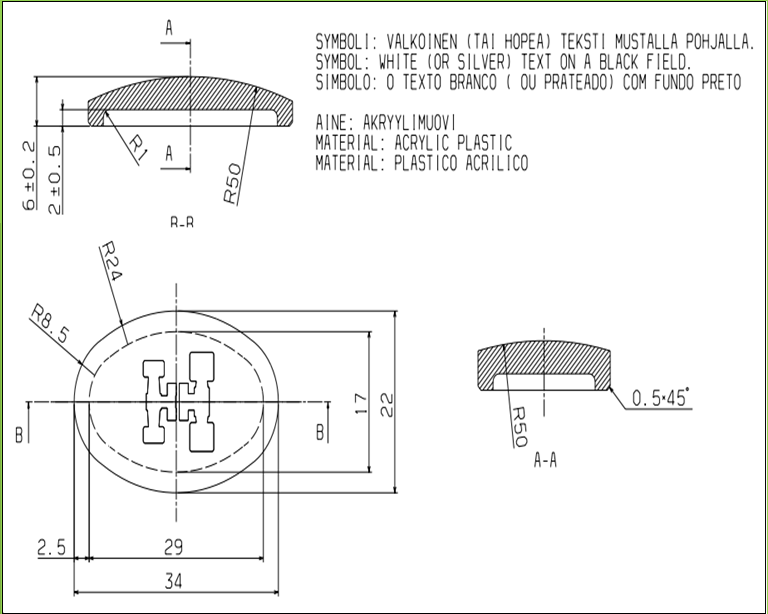 A
SYMBOLI: VALKOINEN (TAI HOPEA) TEKSTI MUSTALLA POHJALLA.
SYMBOL: WHITE (OR SILVER) TEXT ON A BLACK FIELD.
SIMBOLO: O TEXTO BRANCO ( OU PRATEADO) COM FUNDO PRETO
AINE: AKRYYLIMUOVI
MATERIAL: ACRYLIC PLASTIC
MATERIAL: PLASTICO ACRILICO
6±0.2
2±0.5
R1
A
R50
B-B
R24
R8.5
B
B
17
22
2.5
29
34
R50
0.5×45°
A-A